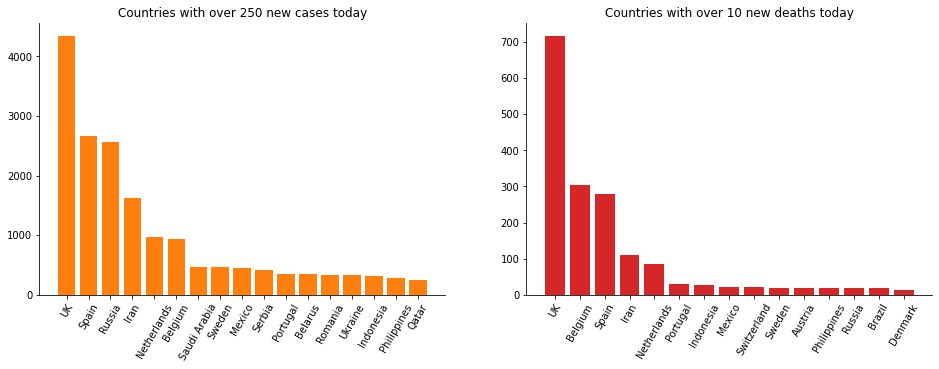 Countries with over 250 new cases today
4000
3000
2000
1000
0
UK
Spain
Russia
Iran
Netherlands
Belgium
Saudi Arabia
Sweden
Mexico
Serbia
Portugal
Belarus
Romania
Ukraine
Indonesia
Philippines
Qatar
Countries with over 10 new deaths today
700
600
500
400
300
200
100
0
UK
Belgium
Spain
Iran
Netherlands
Portugal
Indonesia
Mexico
Switzerland
Sweden
Austria
Philippines
Russia
Brazil
Denmark